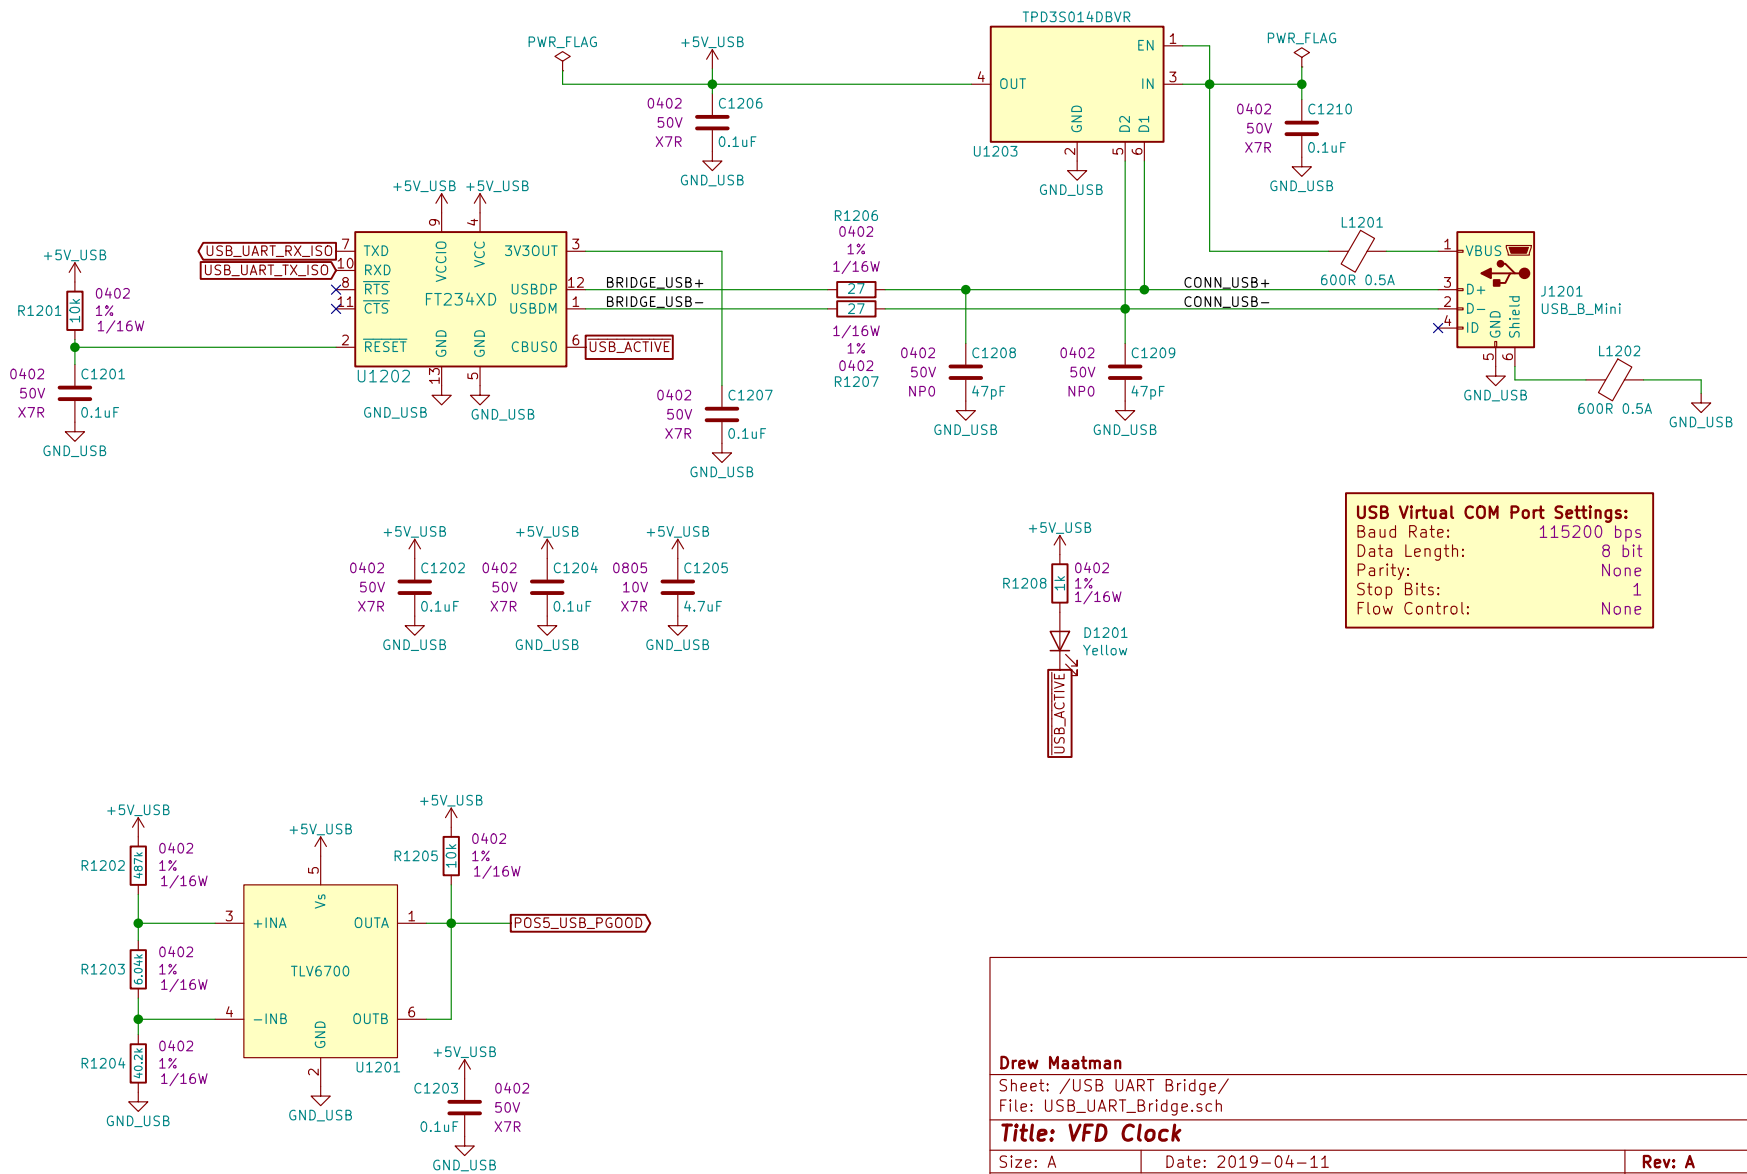 TPD3S014DBVR
PWR_FLAG
+5V_USB
PWR_FLAG
EN 1
4 OUT
IN 3
GND
D2
D1
2
5
6
U1203
GND_USB
0402
50V
X7R
C1206
0.1uF
GND_USB
0402
50V
X7R
C1210
0.1uF
GND_USB
+5V_USB
+5V_USB
9
4
USB_UART_RX_ISO
7 TXD
USB_UART_TX_ISO
10 RXD
8 RTS
11 CTS
2 RESET
VCCIO
VCC
FT234XD
3V3OUT 3
USBDP 12
USBDM 1
CBUS0 6
USB_ACTIVE
GND
GND
13
5
U1202
GND_USB
GND_USB
+5V_USB
R1201
10k
0402
1%
1/16W
0402
50V
X7R
C1201
0.1uF
GND_USB
BRIDGE_USB+
BRIDGE_USB-
R1206
0402
1%
1/16W
27
27
1/16W
1%
0402
R1207
0402
50V
X7R
C1207
0.1uF
GND_USB
0402
50V
NP0
C1208
47pF
GND_USB
0402
50V
NP0
C1209
47pF
GND_USB
CONN_USB+
CONN_USB-
L1201
600R 0.5A
1 VBUS
3 D+
2 D-
4 ID
GND
Shield
5
6
J1201
USB_B_Mini
GND_USB
L1202
600R 0.5A
GND_USB
+5V_USB
0402
50V
X7R
C1202
0.1uF
GND_USB
+5V_USB
0402
50V
X7R
C1204
0.1uF
GND_USB
+5V_USB
0805
10V
X7R
C1205
4.7uF
GND_USB
+5V_USB
R1208
1k
0402
1%
1/16W
D1201
Yellow
USB_ACTIVE
USB Virtual COM Port Settings:
Baud Rate: 115200 bps
Data Length: 8 bit
Parity: None
Stop Bits: 1
Flow Control: None
+5V_USB
R1202
487k
0402
1%
1/16W
R1203
6.04k
0402
1%
1/16W
R1204
40.2k
0402
1%
1/16W
GND_USB
+5V_USB
5
Vs
3 +INA
4 -INB
TLV6700
OUTA 1
OUTB 6
GND
2
U1201
GND_USB
+5V_USB
R1205
10k
0402
1%
1/16W
POS5_USB_PGOOD
+5V_USB
C1203
0.1uF
0402
50V
X7R
GND_USB
Drew Maatman
Sheet: /USB UART Bridge/
File: USB_UART_Bridge.sch
Title: VFD Clock
Size: A Date: 2019-04-11 Rev: A